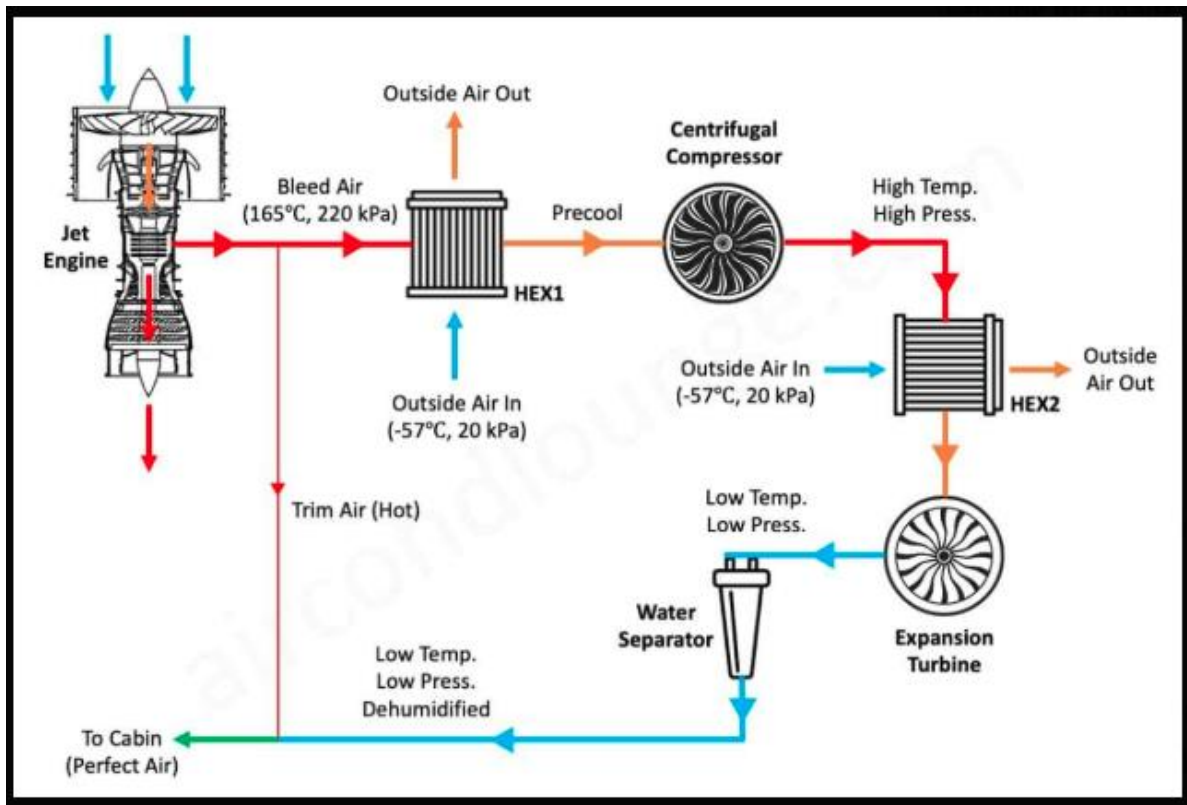 Outside Air Out
Centrifugal
Compressor
Bleed Air
(165℃, 220 kPa)
Precool
High Temp.
High Press.
Jet
Engine
HEX1
Outside Air In
(-57℃, 20 kPa)
Outside Air In
(-57℃, 20 kPa)
Outside
Air Out
HEX2
Trim Air (Hot)
Low Temp.
Low Press.
Water
Separator
Expansion
Turbine
Low Temp.
Low Press.
Dehumidified
To Cabin
(Perfect Air)
aircondlounge.com